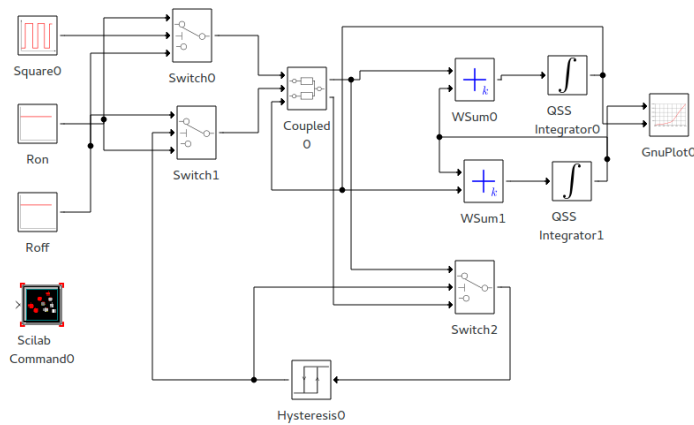 Square0
Switch0
Coupled
0
WSum0
QSS
Integrator0
GnuPlot0
Ron
Switch1
WSum1
QSS
Integrator1
Roff
Switch2
Scilab
Command0
Hysteresis0
k
k